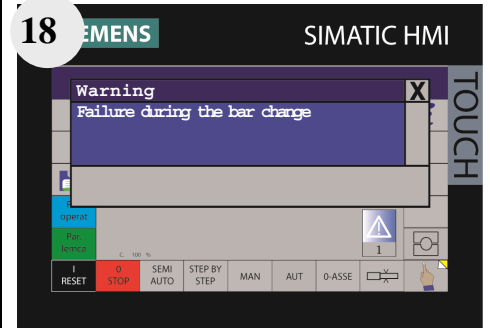 18
EMENS
SIMATIC HMI
TOUCH
Warning
X
Failure during the bar change
operat
Par.
lemca
C. 100 %
1
I
RESET
0
STOP
SEMI
AUTO
STEP BY
STEP
MAN
AUT
0-ASSE
X